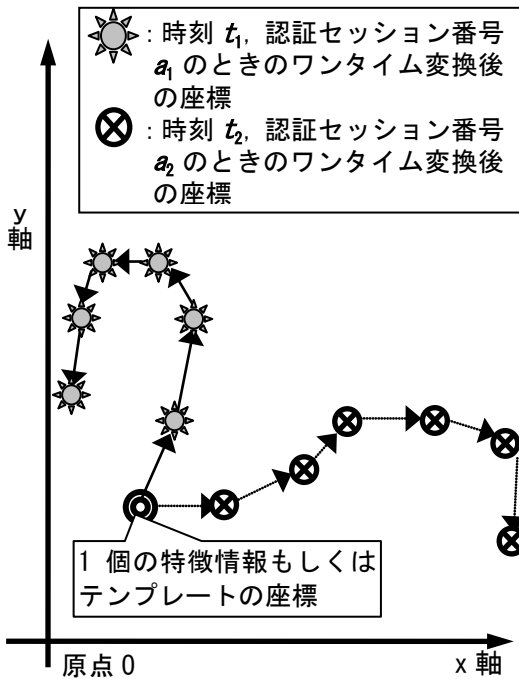 ：時刻 t₁, 認証セッション番号
a₁ のときのワンタイム変換後
の座標
：時刻 t₂, 認証セッション番号
a₂ のときのワンタイム変換後
の座標
y
軸
1 個の特徴情報もしくは
テンプレートの座標
原点 0
x 軸